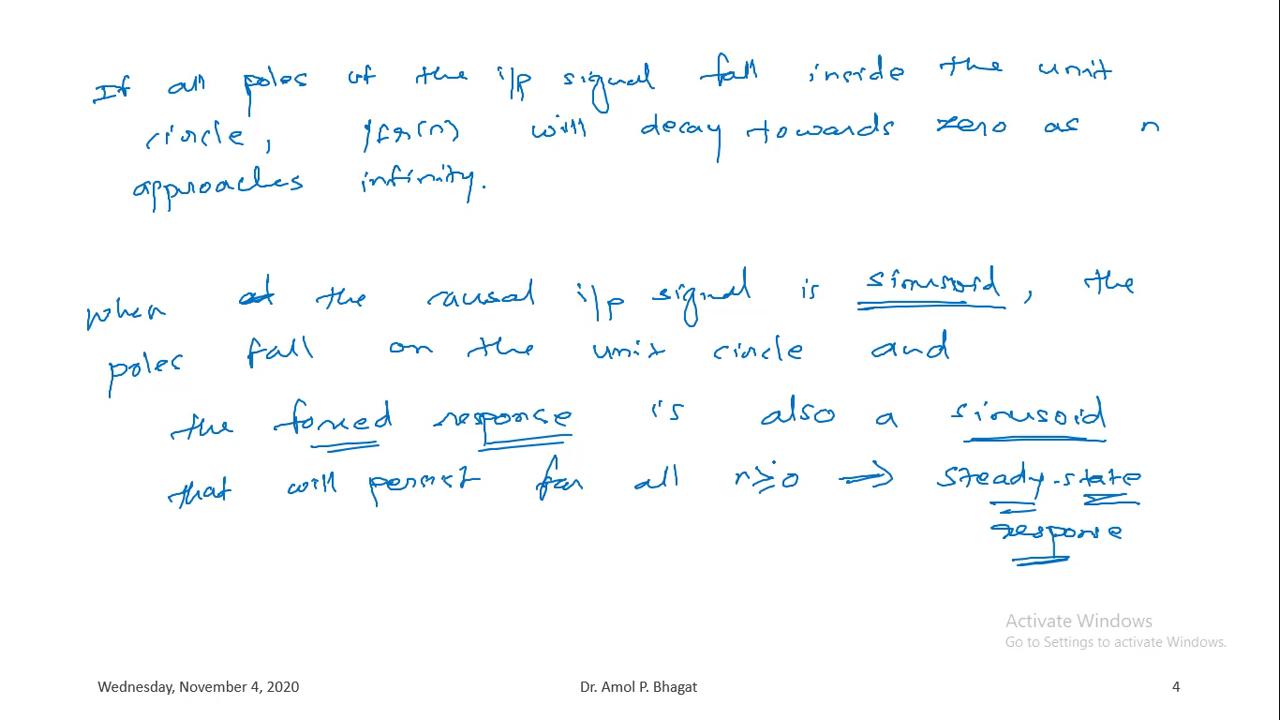 If all poles of the i/p signal fall inside the unit
circle, yfr(n) will decay towards zero as n
approaches infinity.
when the causal i/p signal is sinusoid, the
poles fall on the unit circle and
the forced response is also a sinusoid
that will persist for all n≥0 ⇒ steady-state
response
Activate Windows
Go to Settings to activate Windows.
Wednesday, November 4, 2020 Dr. Amol P. Bhagat 4